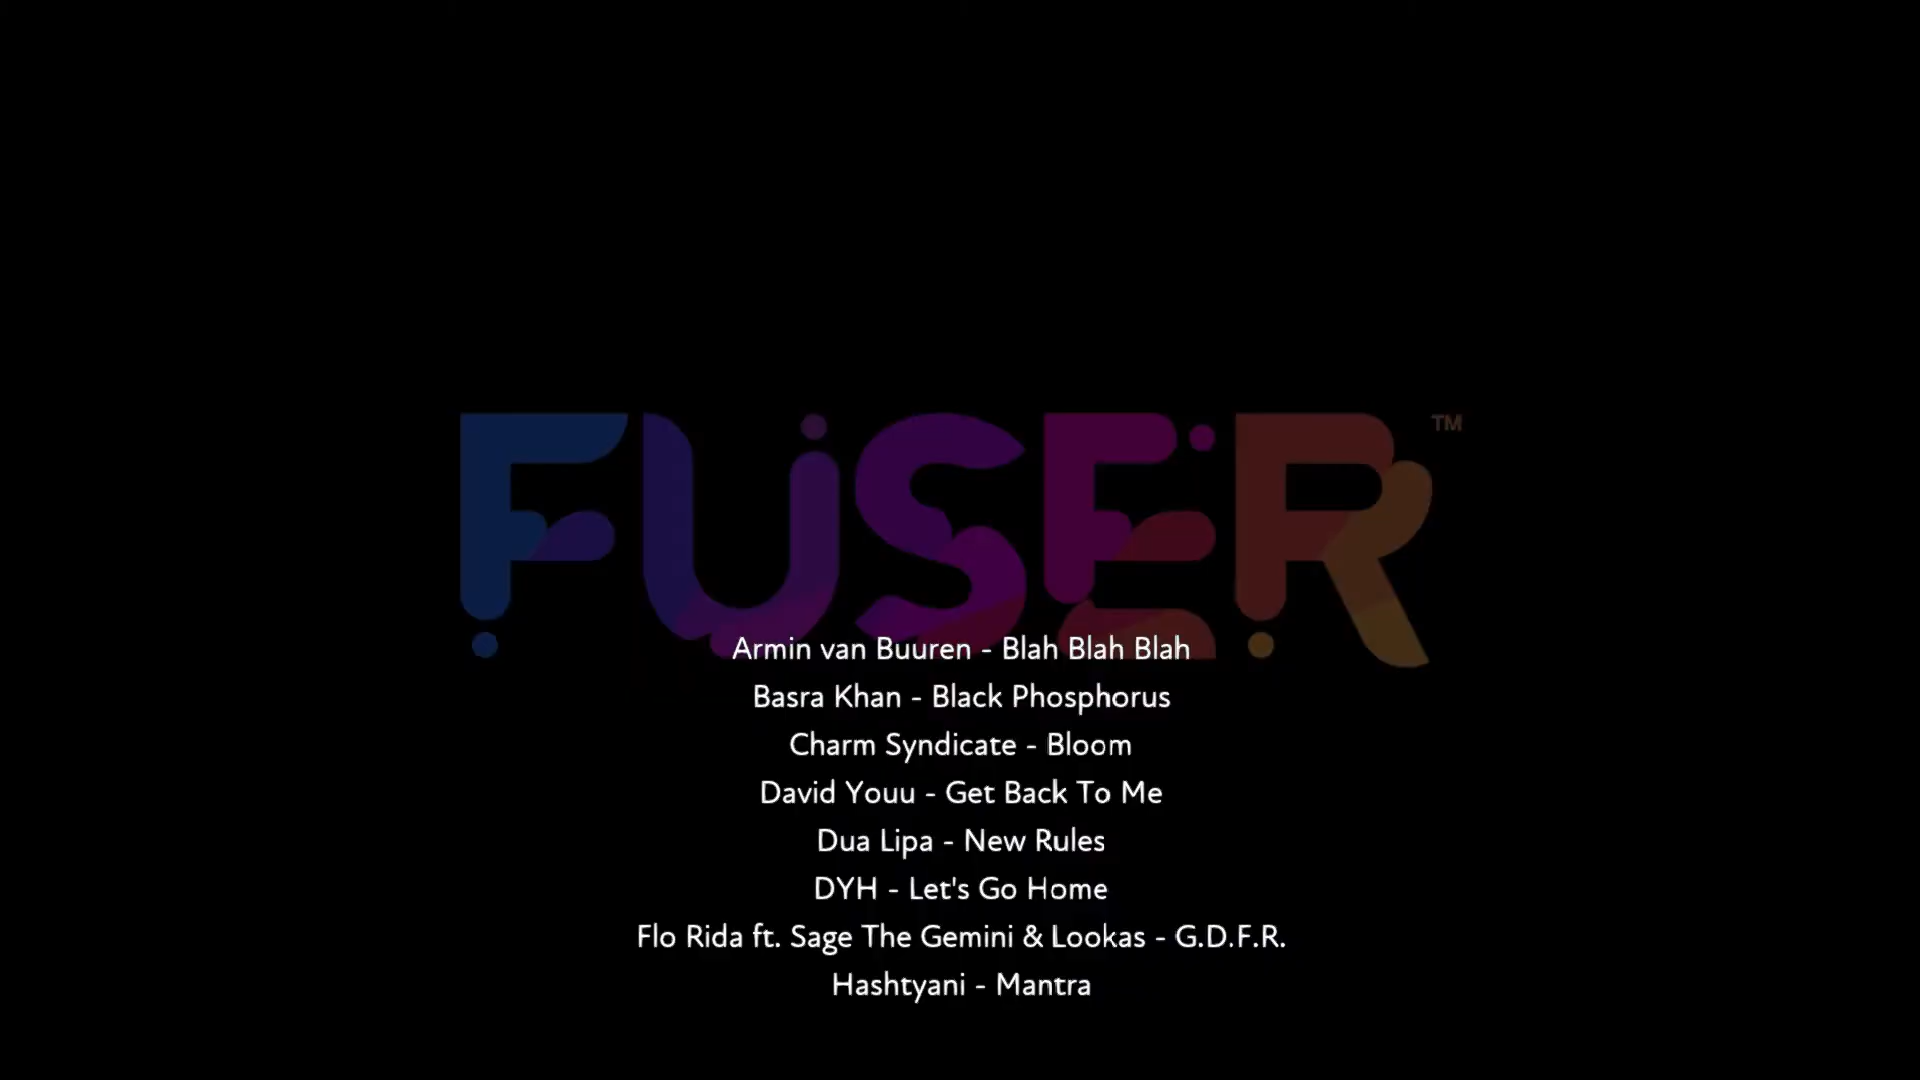 FUSER™
Armin van Buuren - Blah Blah Blah
Basra Khan - Black Phosphorus
Charm Syndicate - Bloom
David Youu - Get Back To Me
Dua Lipa - New Rules
DYH - Let's Go Home
Flo Rida ft. Sage The Gemini & Lookas - G.D.F.R.
Hashtyani - Mantra